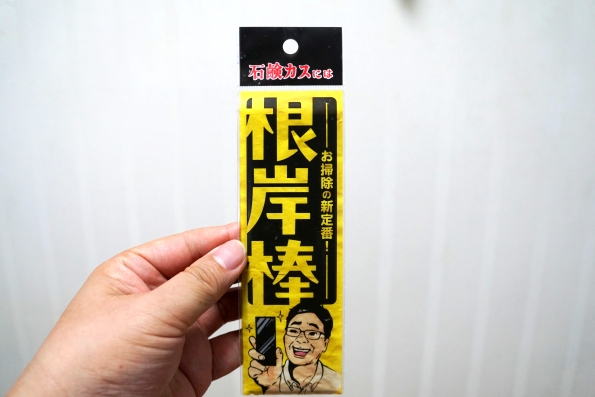 石鹸カスには
お掃除の新定番！
根岸棒